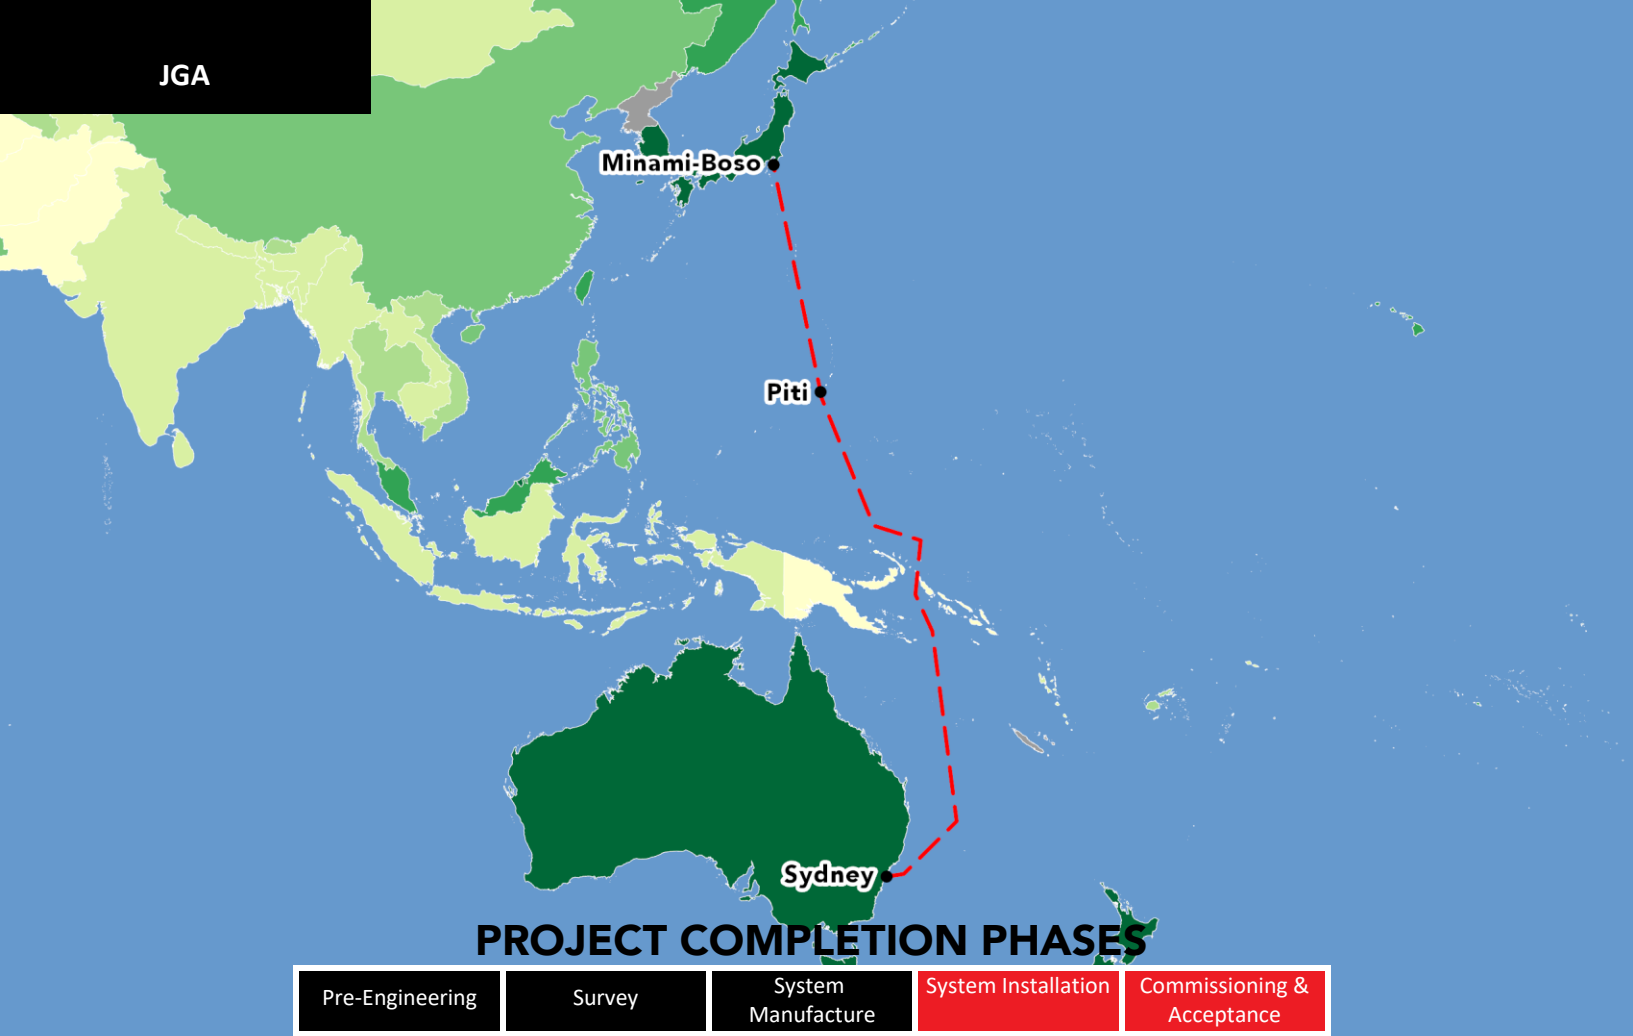 JGA
Minami-Boso
Piti
Sydney
PROJECT COMPLETION PHASES
Pre-Engineering
Survey
System
Manufacture
System Installation
Commissioning &
Acceptance